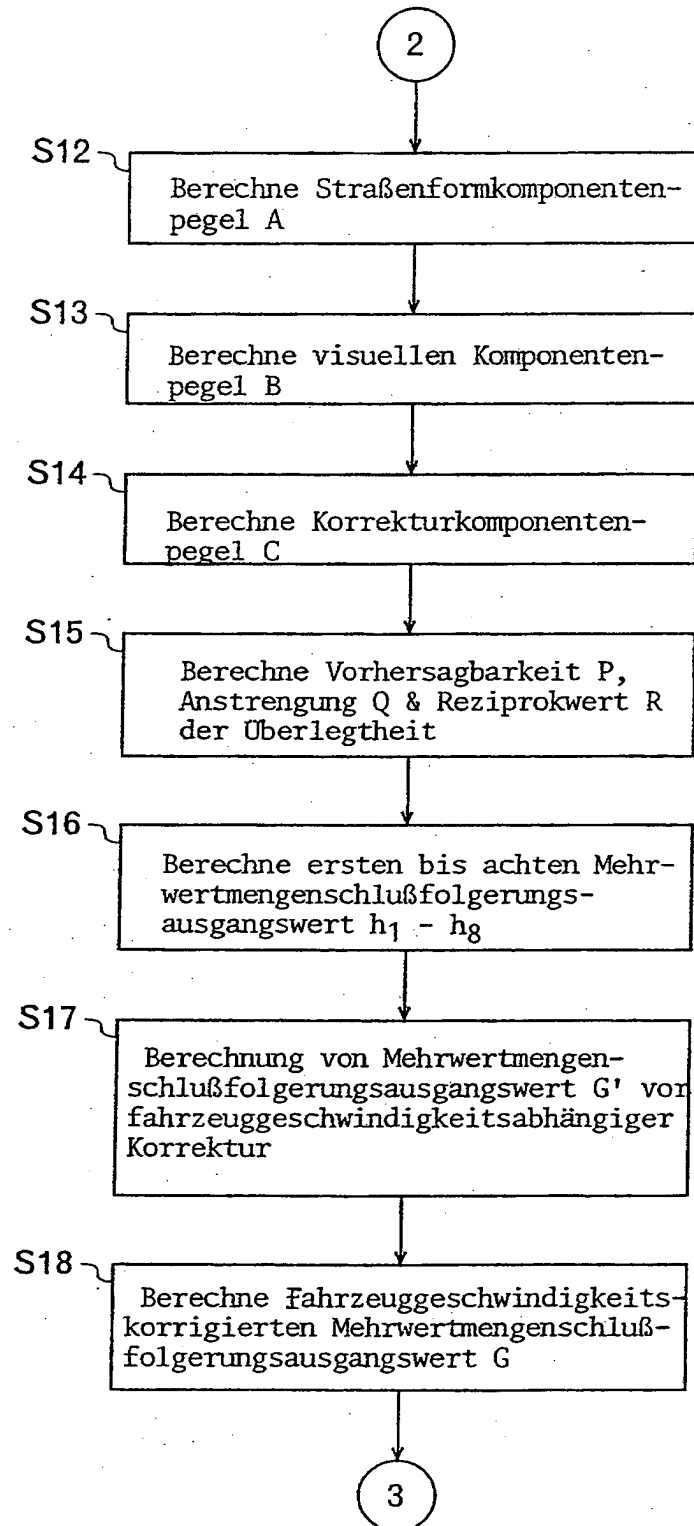 2
S12
Berechne Straßenformkomponenten-
pegel A
S13
Berechne visuellen Komponenten-
pegel B
S14
Berechne Korrekturkomponenten-
pegel C
S15
Berechne Vorhersagbarkeit P,
Anstrengung Q & Reziprokwert R
der Überlegtheit
S16
Berechne ersten bis achten Mehr-
wertmengenschlußfolgerungs-
ausgangswert h1 - h8
S17
Berechnung von Mehrwertmengen-
schlußfolgerungsausgangswert G' vor
fahrzeuggeschwindigkeitsabhängiger
Korrektur
S18
Berechne Fahrzeuggeschwindigkeits-
korrigierten Mehrwertmengenschluß-
folgerungsausgangswert G
3